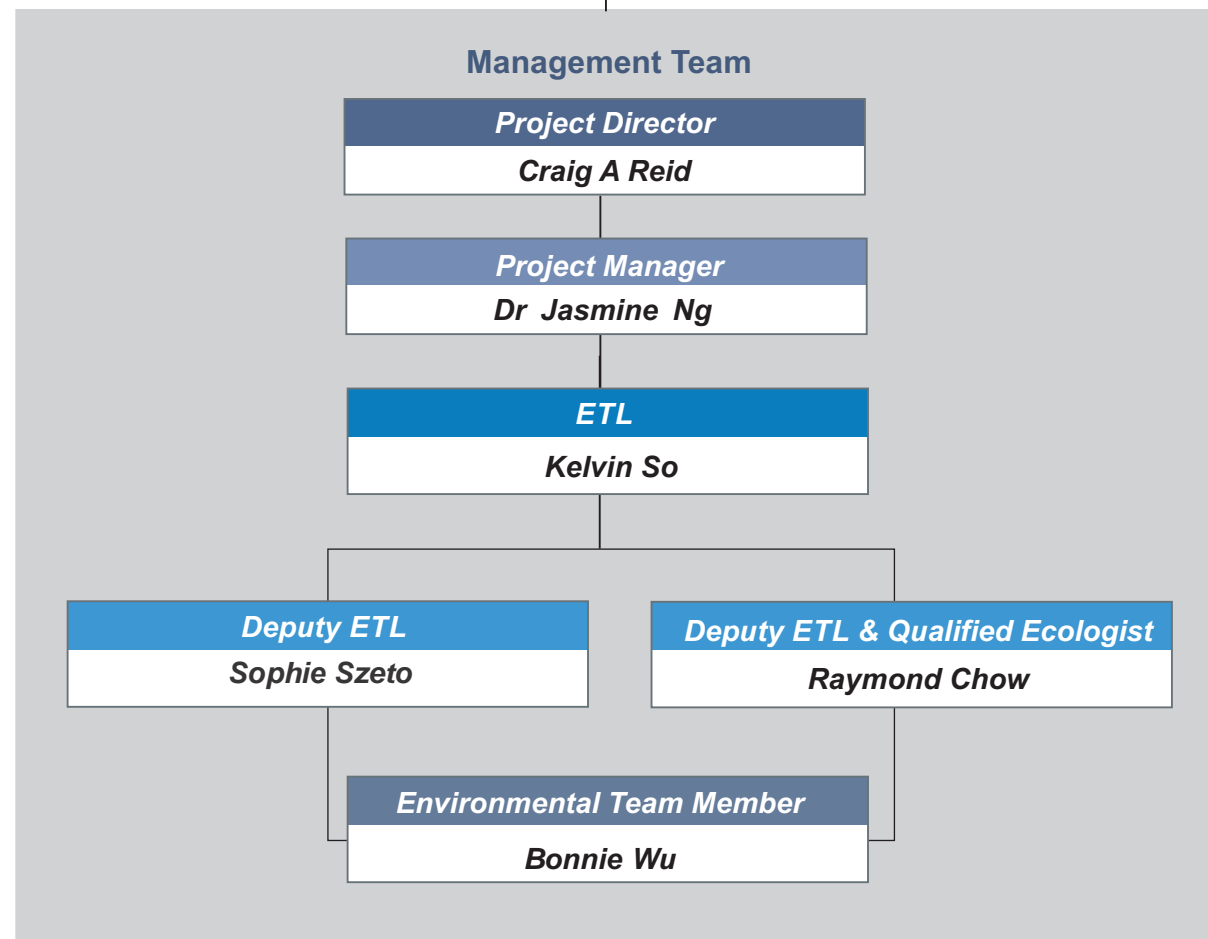 Management Team
Project Director
Craig A Reid
Project Manager
Dr Jasmine Ng
ETL
Kelvin So
Deputy ETL
Sophie Szeto
Deputy ETL & Qualified Ecologist
Raymond Chow
Environmental Team Member
Bonnie Wu